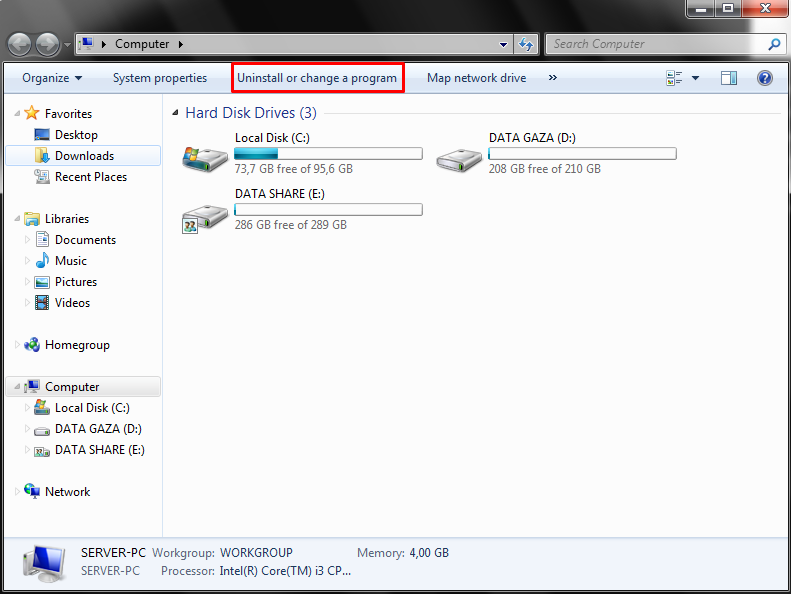 Computer
Search Computer
Organize System properties Uninstall or change a program Map network drive »
Favorites
Desktop
Downloads
Recent Places
Libraries
Documents
Music
Pictures
Videos
Homegroup
Computer
Local Disk (C:)
DATA GAZA (D:)
DATA SHARE (E:)
Network
Hard Disk Drives (3)
Local Disk (C:)
73,7 GB free of 95,6 GB
DATA GAZA (D:)
208 GB free of 210 GB
DATA SHARE (E:)
286 GB free of 289 GB
SERVER-PC Workgroup: WORKGROUP Memory: 4,00 GB
SERVER-PC Processor: Intel(R) Core(TM) i3 CP...